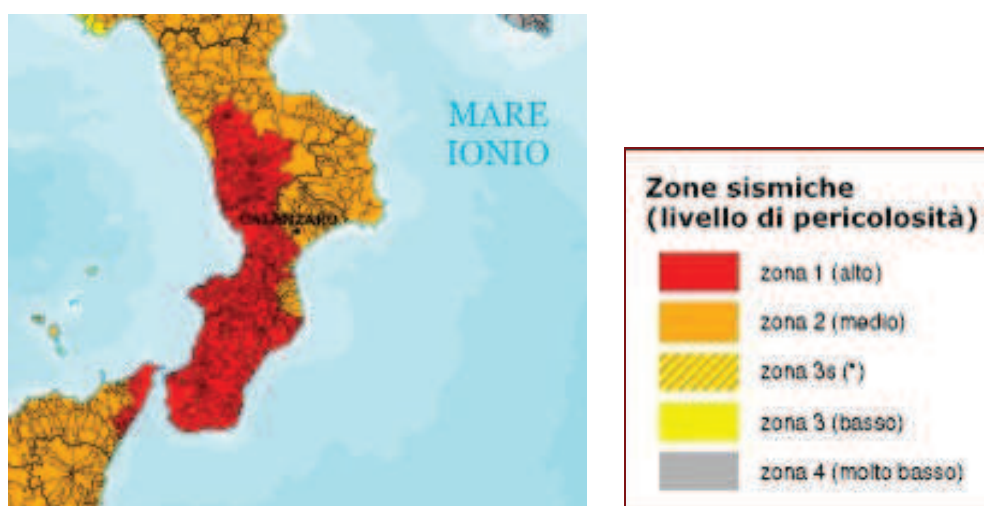 MARE
IONIO
CATANZARO
Zone sismiche
(livello di pericolosità)
zona 1 (alto)
zona 2 (medio)
zona 3s (*)
zona 3 (basso)
zona 4 (molto basso)